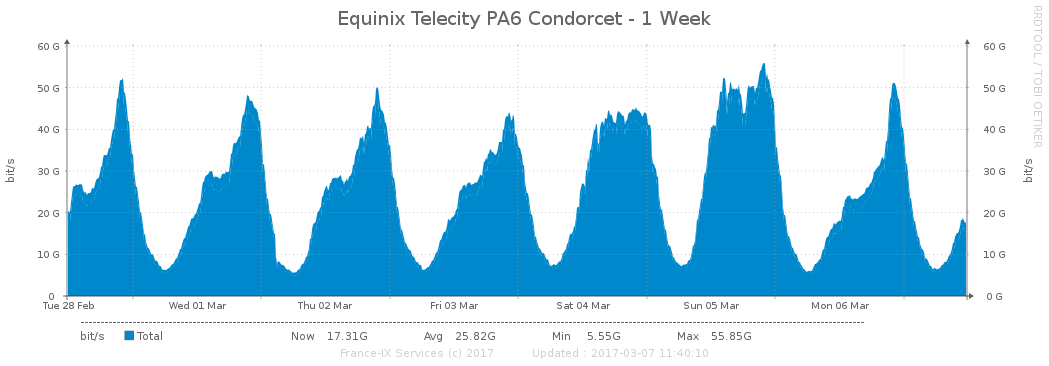 Equinix Telecity PA6 Condorcet - 1 Week
RRDTOOL / TOBI OETIKER
60 G 60 G
50 G 50 G
40 G 40 G
30 G 30 G
20 G 20 G
10 G 10 G
0 0 G
bit/s
bit/s
Tue 28 Feb Wed 01 Mar Thu 02 Mar Fri 03 Mar Sat 04 Mar Sun 05 Mar Mon 06 Mar
bit/s Total Now 17.31G Avg 25.82G Min 5.55G Max 55.85G
France-IX Services (c) 2017 Updated : 2017-03-07 11:40:10